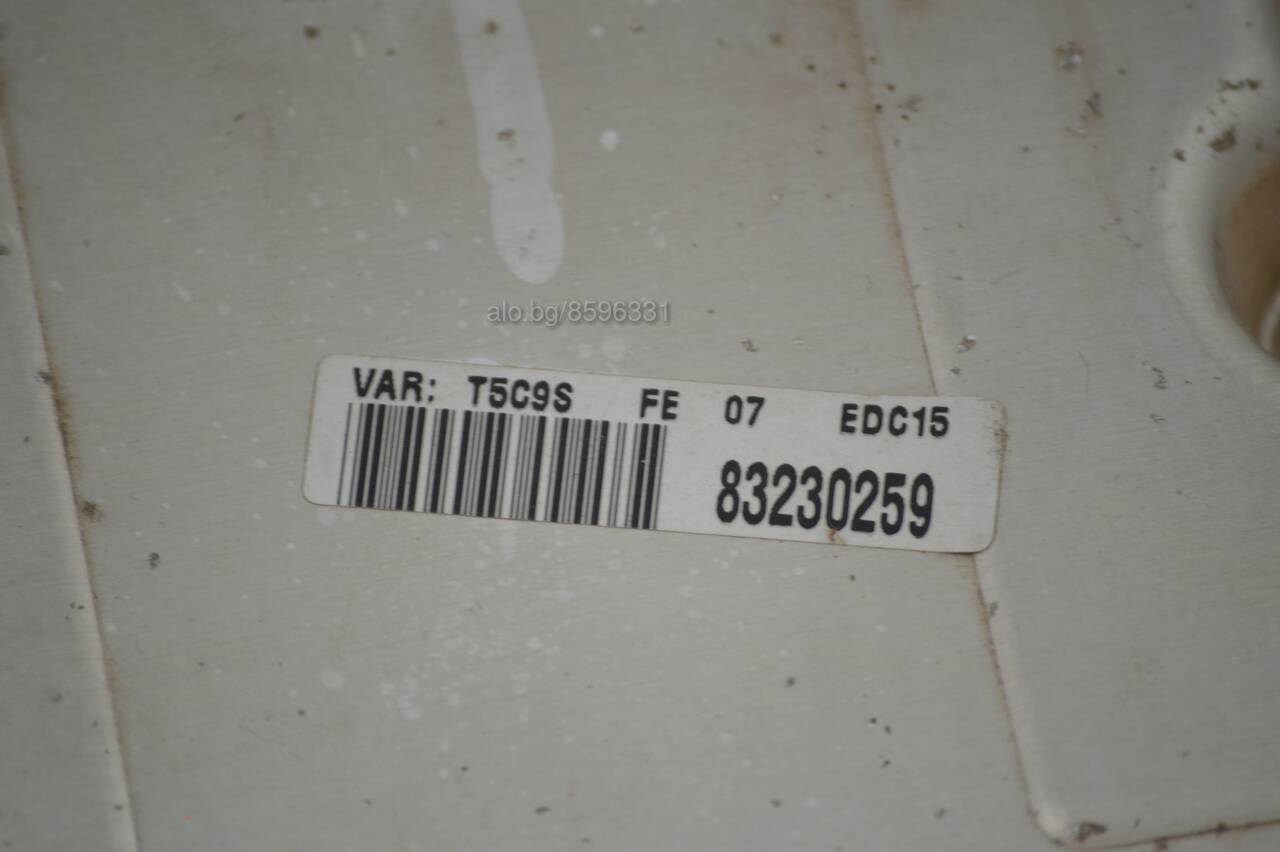 alo.bg/8596331
VAR: T5C9S FE 07 EDC15
83230259